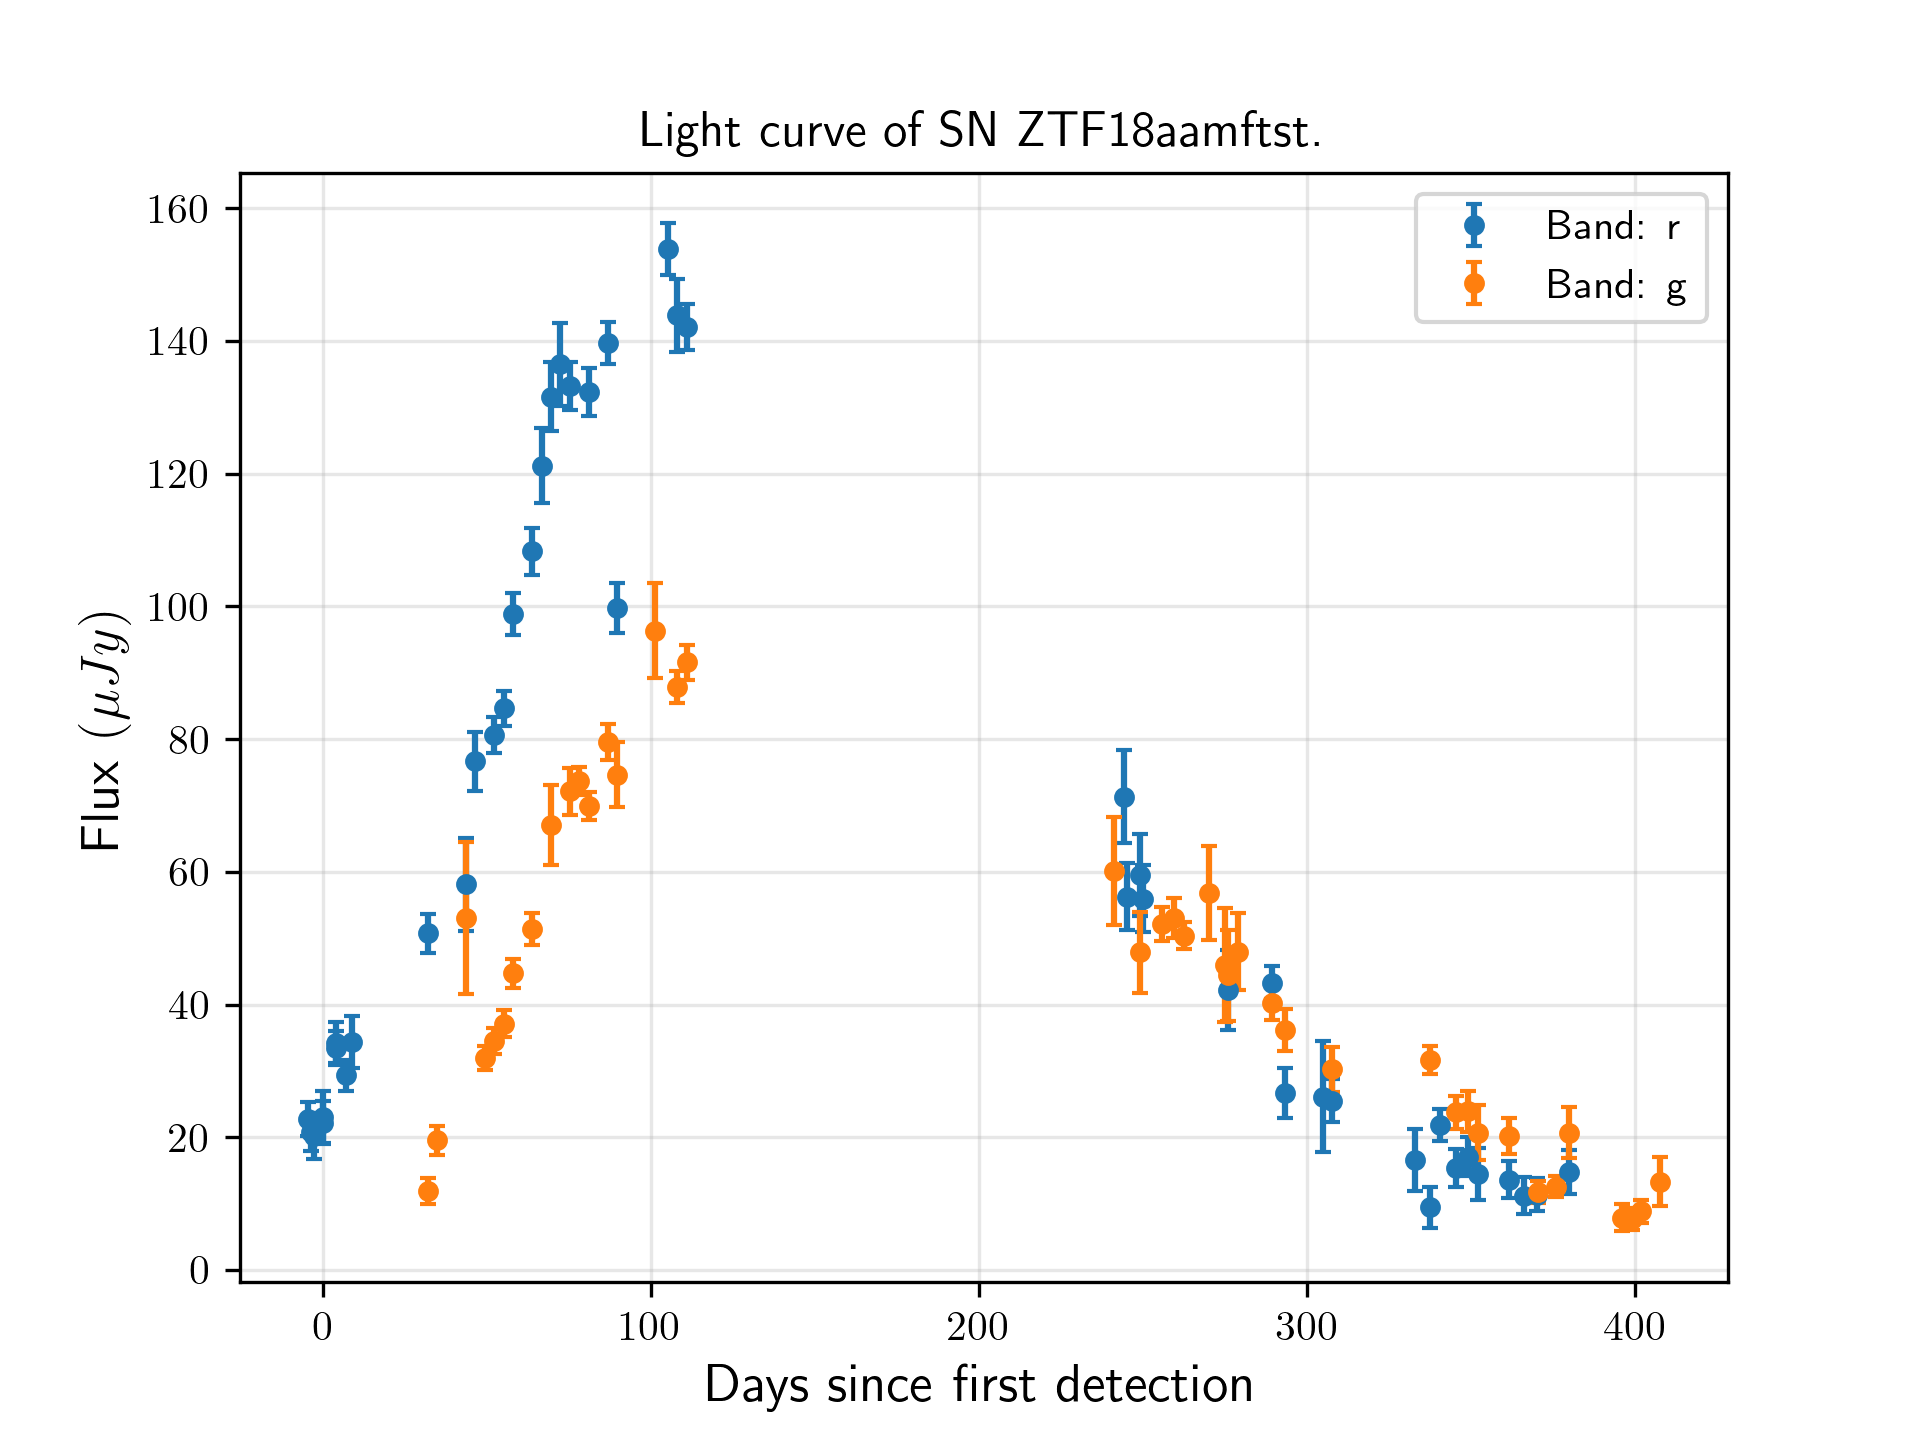 Light curve of SN ZTF18aamftst.
Band: r
Band: g
160
140
120
100
80
60
40
20
0
Flux (μJy)
0 100 200 300 400
Days since first detection